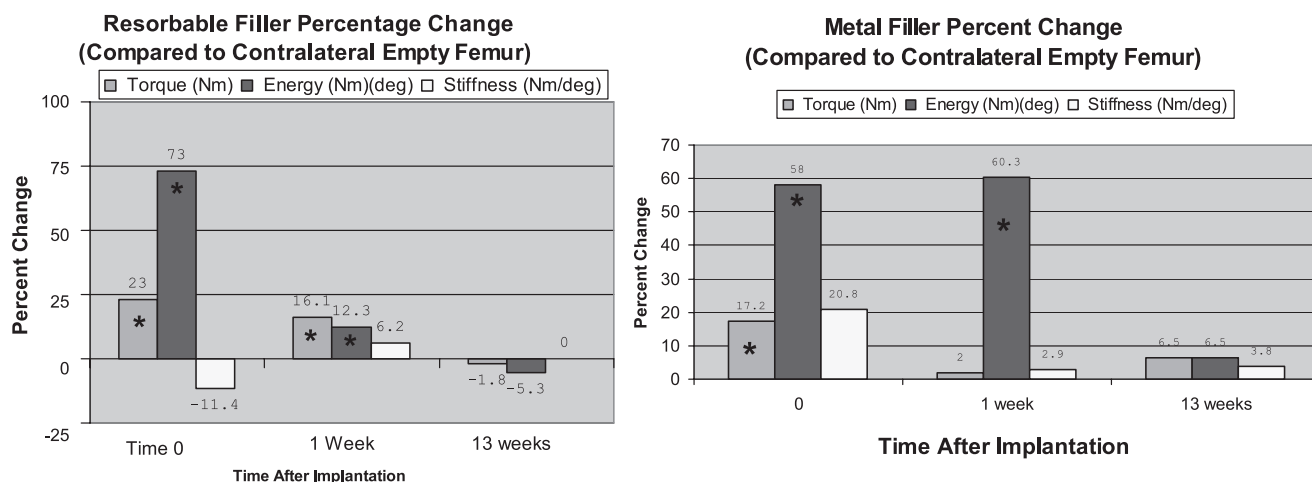 Resorbable Filler Percentage Change
(Compared to Contralateral Empty Femur)
Torque (Nm) Energy (Nm)(deg) Stiffness (Nm/deg)
100
75
50
25
0
-25
Percent Change
23
*
73
*
-11.4
16.1
*
12.3
*
6.2
-1.8
-5.3
0
Time 0
1 Week
13 weeks
Time After Implantation
Metal Filler Percent Change
(Compared to Contralateral Empty Femur)
Torque (Nm) Energy (Nm)(deg) Stiffness (Nm/deg)
70
60
50
40
30
20
10
0
Percent Change
17.2
*
58
*
20.8
2
60.3
*
2.9
6.5
6.5
3.8
0
1 week
13 weeks
Time After Implantation